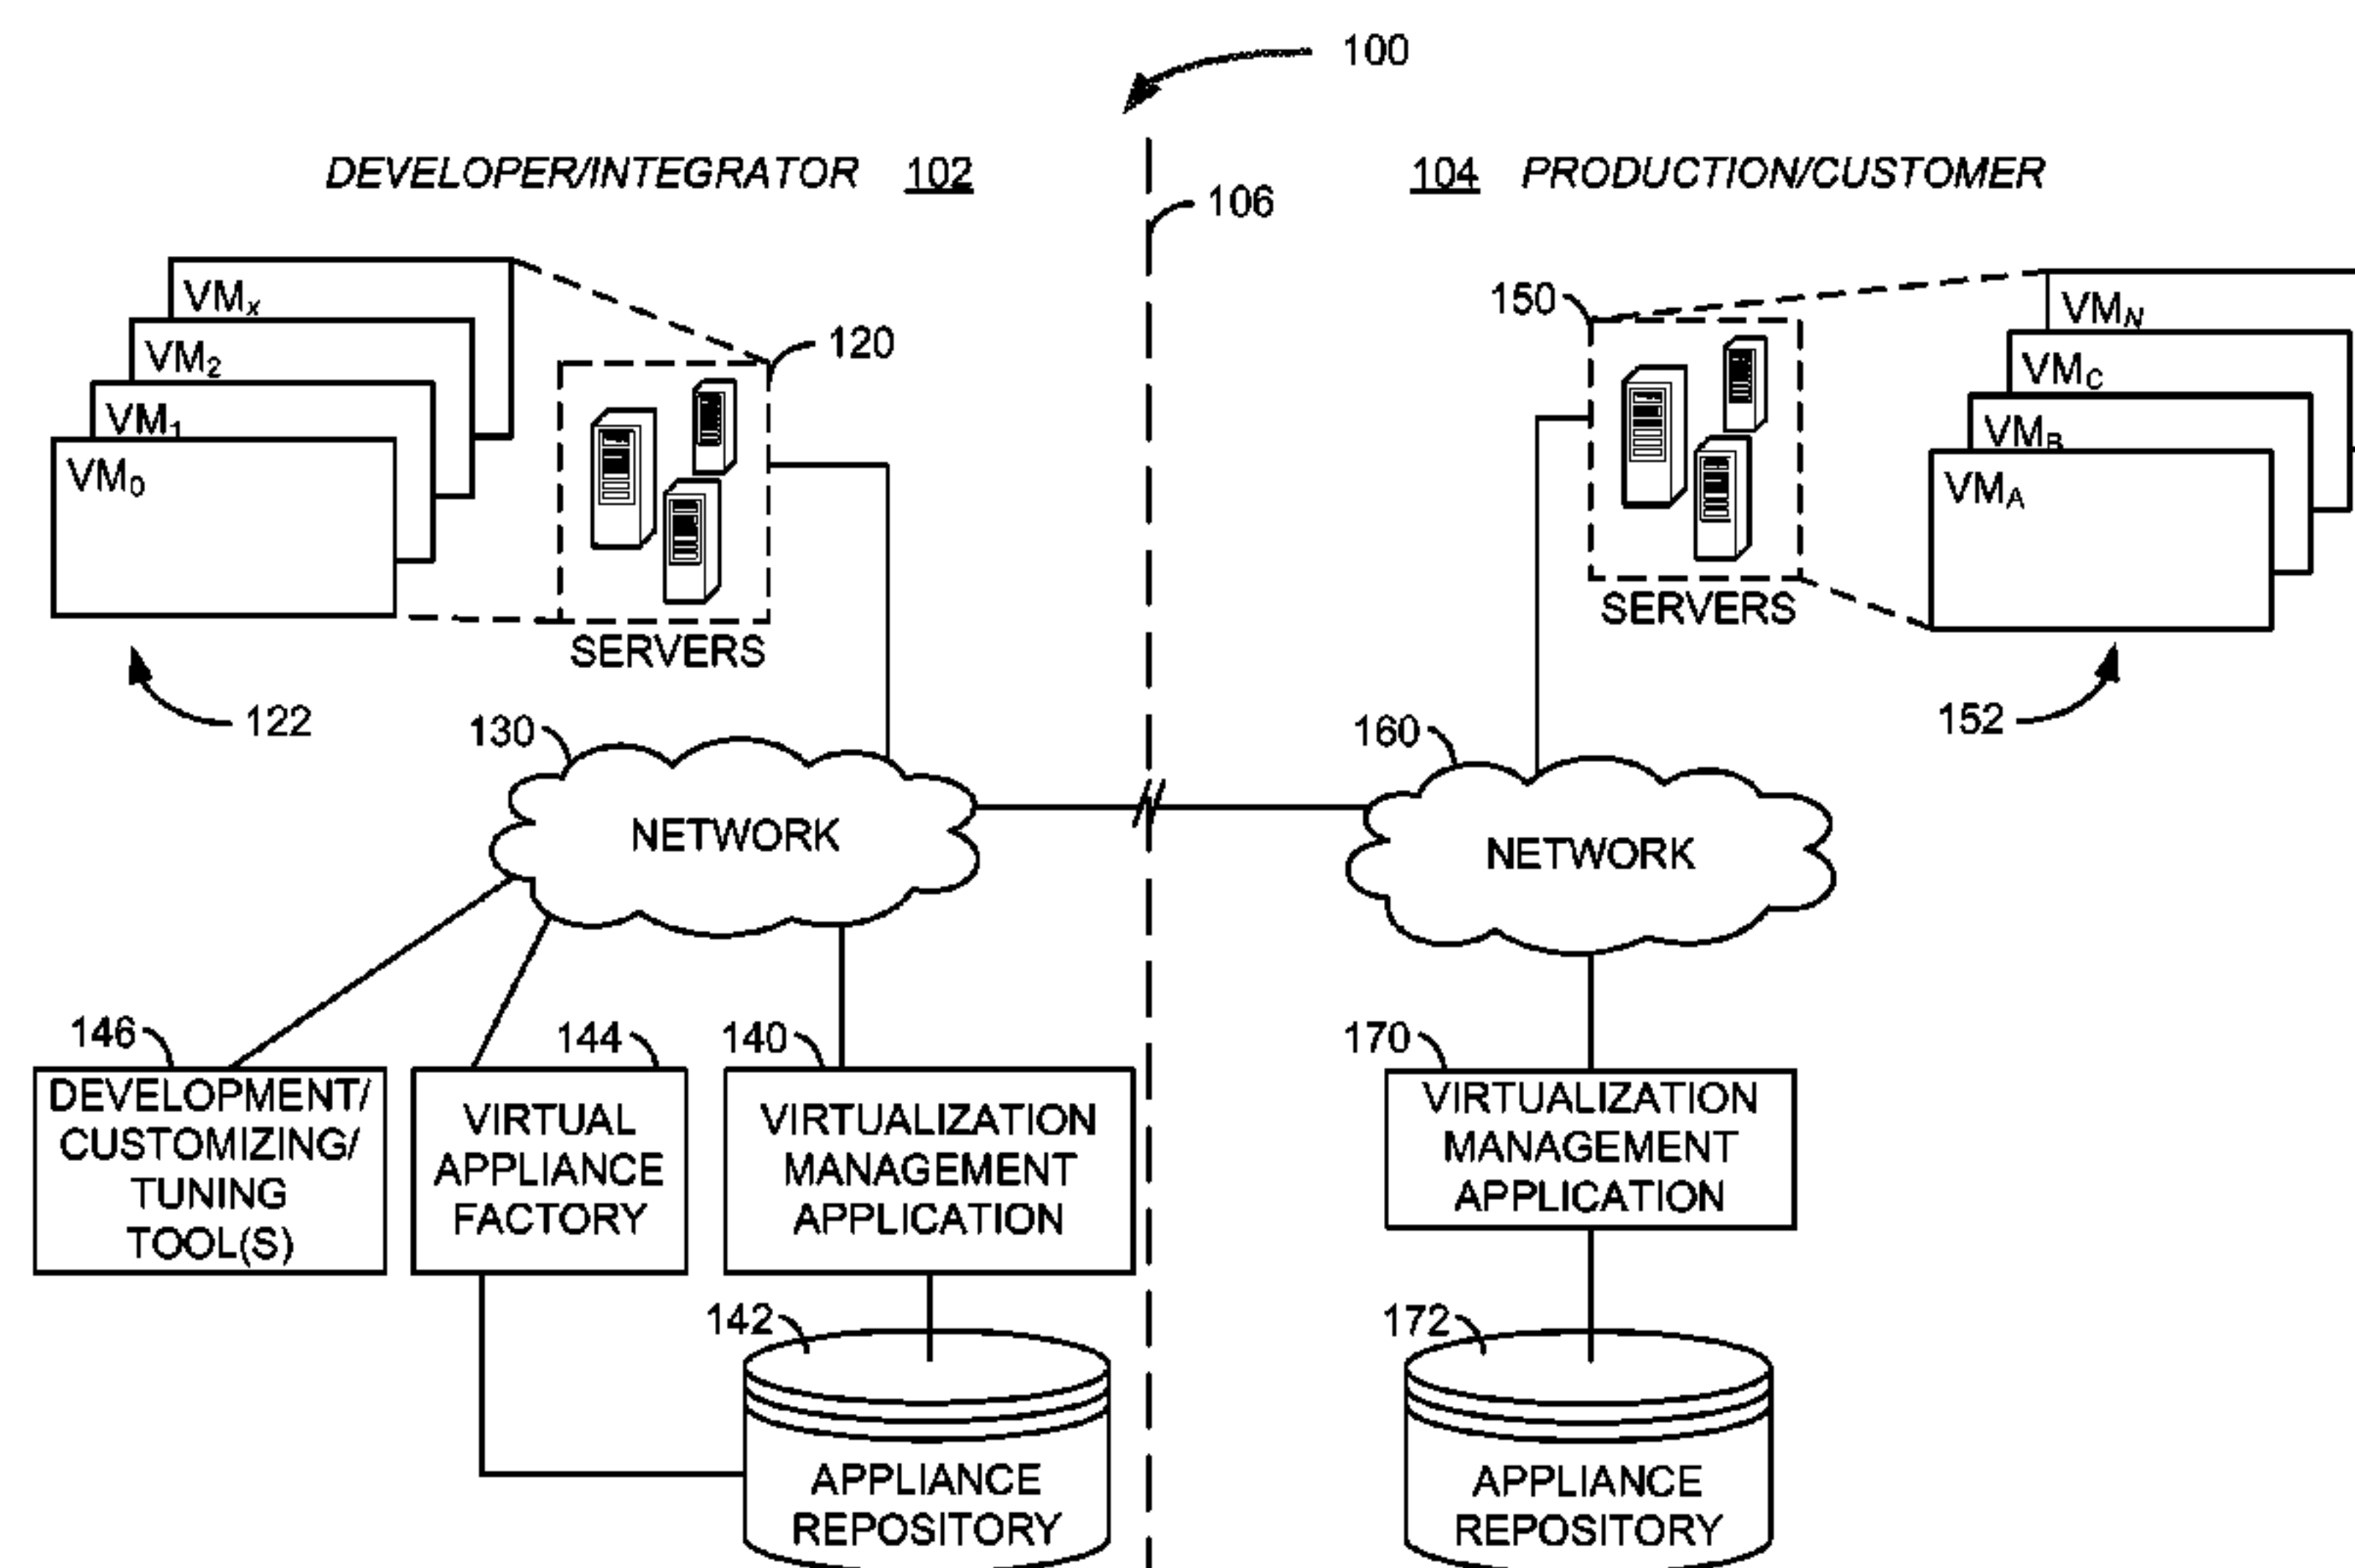 100
DEVELOPER/INTEGRATOR 102
104 PRODUCTION/CUSTOMER
106
VMX
VM2
VM1
VM0
120
SERVERS
122
150
SERVERS
VMN
VMC
VMB
VMA
152
130
NETWORK
160
NETWORK
146
DEVELOPMENT/
CUSTOMIZING/
TUNING
TOOL(S)
144
VIRTUAL
APPLIANCE
FACTORY
140
VIRTUALIZATION
MANAGEMENT
APPLICATION
170
VIRTUALIZATION
MANAGEMENT
APPLICATION
142
APPLIANCE
REPOSITORY
172
APPLIANCE
REPOSITORY